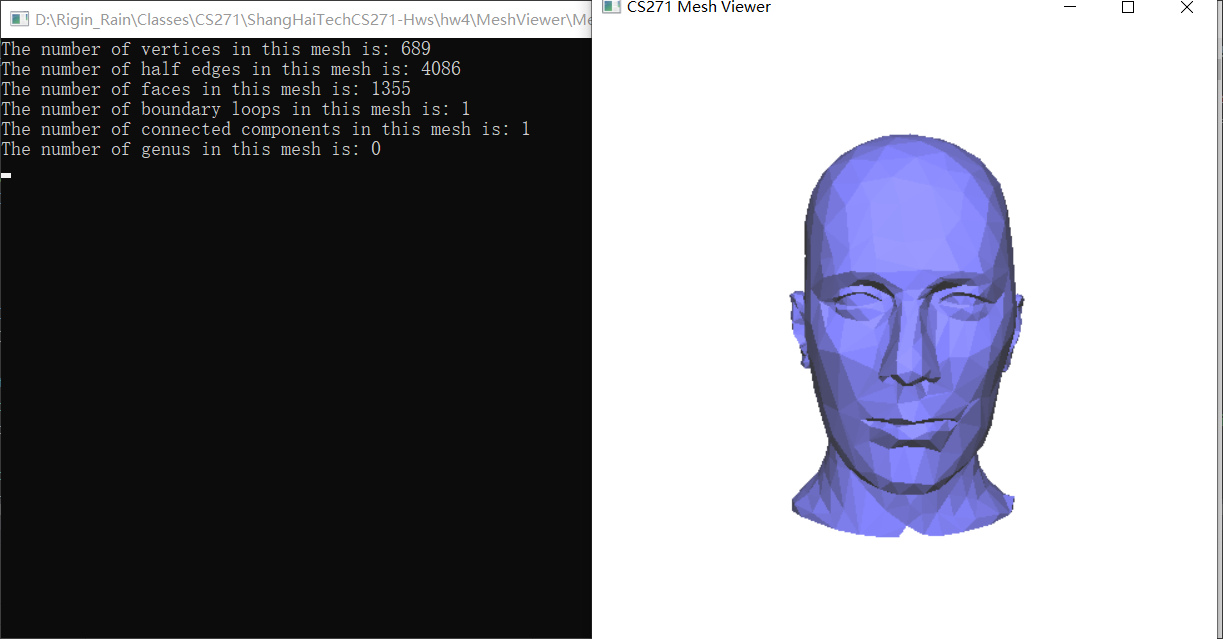 D:\Rigin_Rain\Classes\CS271\ShangHaiTechCS271-Hws\hw4\MeshViewer\Me
CS271 Mesh Viewer
The number of vertices in this mesh is: 689
The number of half edges in this mesh is: 4086
The number of faces in this mesh is: 1355
The number of boundary loops in this mesh is: 1
The number of connected components in this mesh is: 1
The number of genus in this mesh is: 0